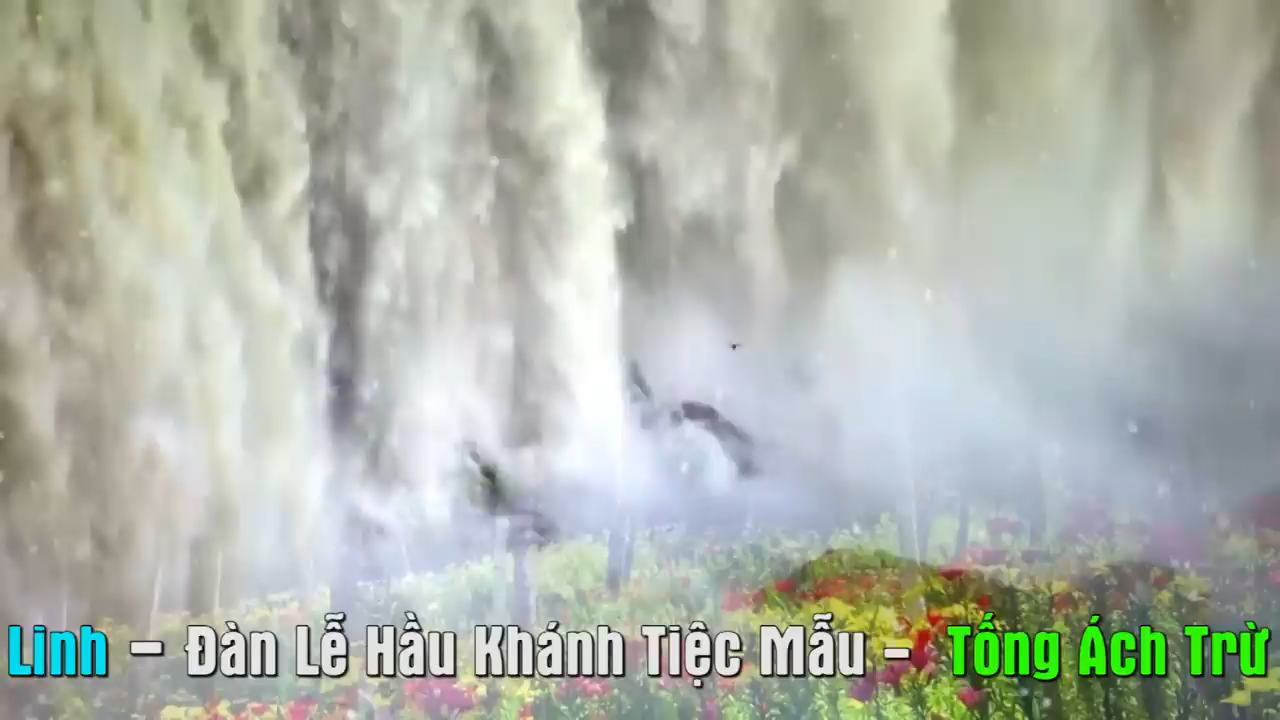 Linh – Đàn Lễ Hầu Khánh Tiệc Mẫu - Tống Ách Trừ